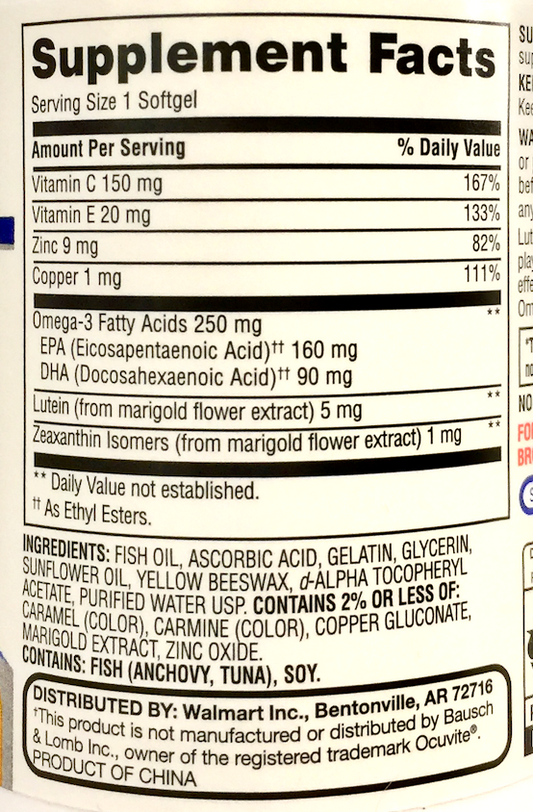 Supplement Facts
Serving Size 1 Softgel
Amount Per Serving % Daily Value
Vitamin C 150 mg 167%
Vitamin E 20 mg 133%
Zinc 9 mg 82%
Copper 1 mg 111%
Omega-3 Fatty Acids 250 mg **
EPA (Eicosapentaenoic Acid)†† 160 mg
DHA (Docosahexaenoic Acid)†† 90 mg
Lutein (from marigold flower extract) 5 mg **
Zeaxanthin Isomers (from marigold flower extract) 1 mg **
** Daily Value not established.
†† As Ethyl Esters.
INGREDIENTS: FISH OIL, ASCORBIC ACID, GELATIN, GLYCERIN,
SUNFLOWER OIL, YELLOW BEESWAX, d-ALPHA TOCOPHERYL
ACETATE, PURIFIED WATER USP. CONTAINS 2% OR LESS OF:
CARAMEL (COLOR), CARMINE (COLOR), COPPER GLUCONATE,
MARIGOLD EXTRACT, ZINC OXIDE.
CONTAINS: FISH (ANCHOVY, TUNA), SOY.
DISTRIBUTED BY: Walmart Inc., Bentonville, AR 72716
†This product is not manufactured or distributed by Bausch
& Lomb Inc., owner of the registered trademark Ocuvite®.
PRODUCT OF CHINA